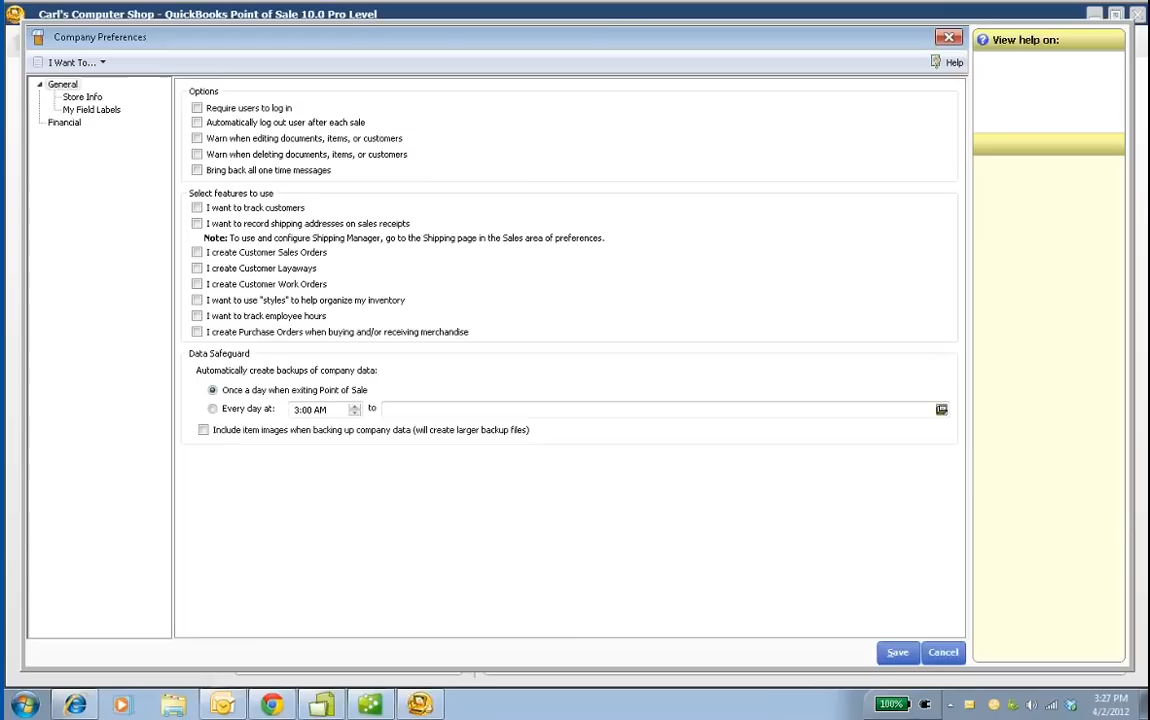 Carl's Computer Shop - QuickBooks Point of Sale 10.0 Pro Level
Company Preferences
View help on:
I Want To...
Help
General
Store Info
My Field Labels
Financial
Options
Require users to log in
Automatically log out user after each sale
Warn when editing documents, items, or customers
Warn when deleting documents, items, or customers
Bring back all one time messages
Select features to use
I want to track customers
I want to record shipping addresses on sales receipts
Note: To use and configure Shipping Manager, go to the Shipping page in the Sales area of preferences.
I create Customer Sales Orders
I create Customer Layaways
I create Customer Work Orders
I want to use "styles" to help organize my inventory
I want to track employee hours
I create Purchase Orders when buying and/or receiving merchandise
Data Safeguard
Automatically create backups of company data:
Once a day when exiting Point of Sale
Every day at: 3:00 AM to
Include item images when backing up company data (will create larger backup files)
Save Cancel
100%
3:27 PM
4/2/2012